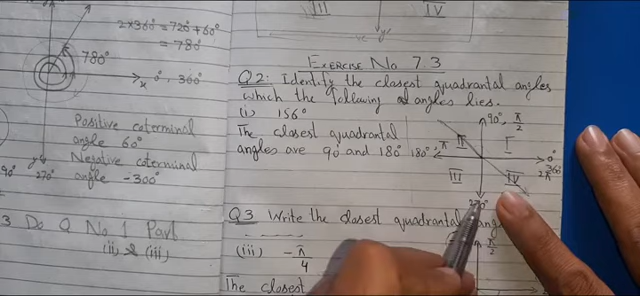 2x360° = 720° + 60°
= 780°
780°
x 0°, 360°
Positive coterminal
angle 60°
Negative coterminal
angle -300°
90°
270°
3 Do Q No 1 Part
(ii) & (iii)
III
IV
EXERCISE No 7.3
Q2: Identify the closest quadrantal angles
which the following angles lies.
(i) 156°
The closest quadrantal
angles are 90 and 180°
90°, π/2
II
I
180°
π
0°
360°
2π
III
IV
Q3 Write the closest quadrantal
(iii) -π/4
π/2
The closest